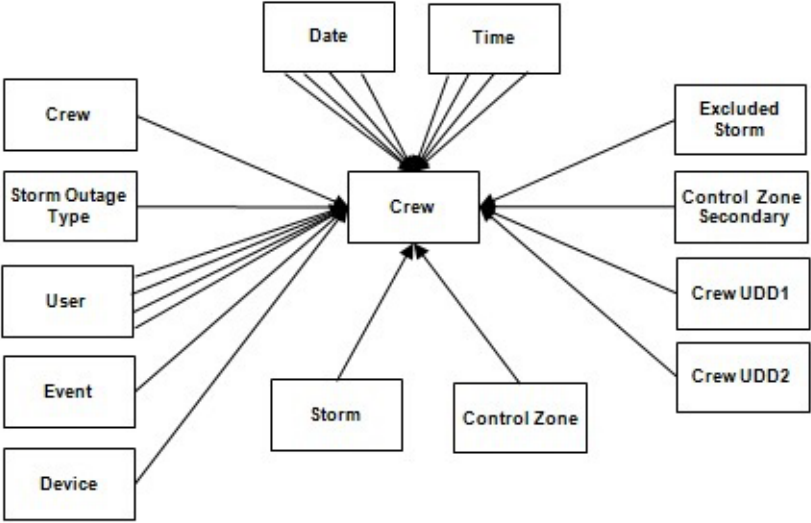 Date
Time
Crew
Excluded
Storm
Storm Outage
Type
Crew
Control Zone
Secondary
User
Crew UDD1
Event
Storm
Control Zone
Crew UDD2
Device